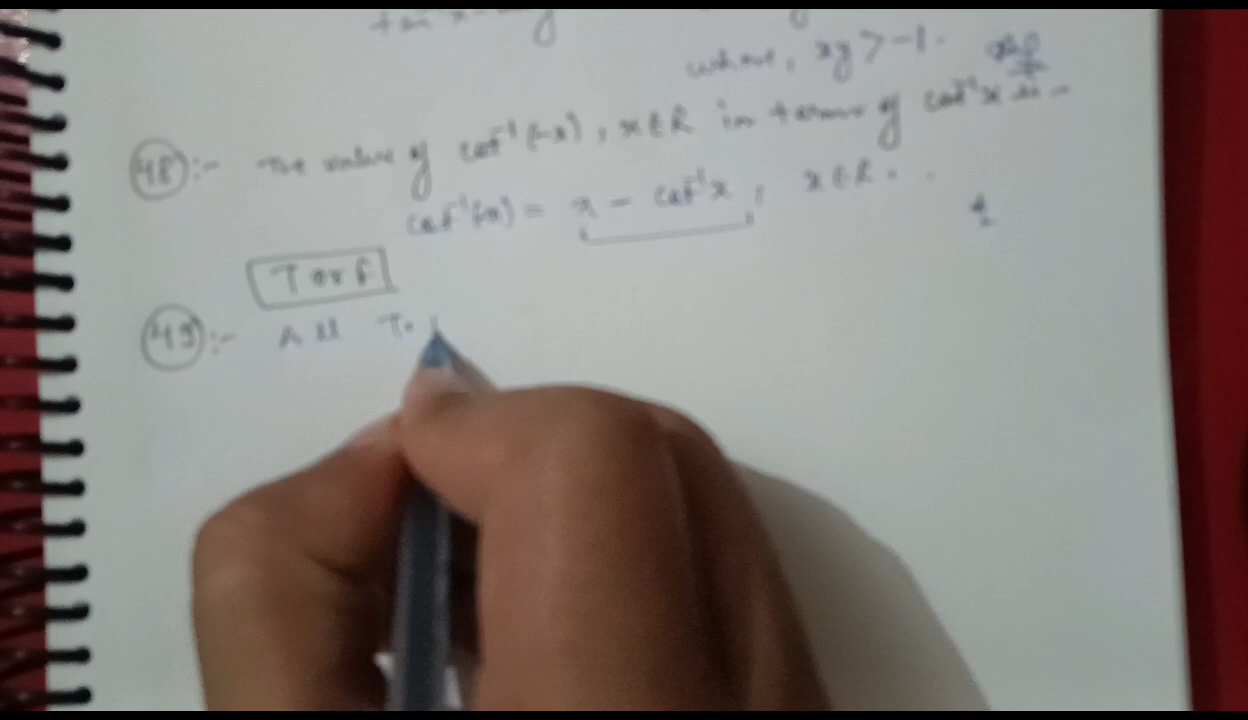 where, xy > -1.
48 :- The value of cot⁻¹(-x), x ∈ R in terms of cot⁻¹x is -
cot⁻¹(-x) = π - cot⁻¹x, x ∈ R.
T or F
49 :- All